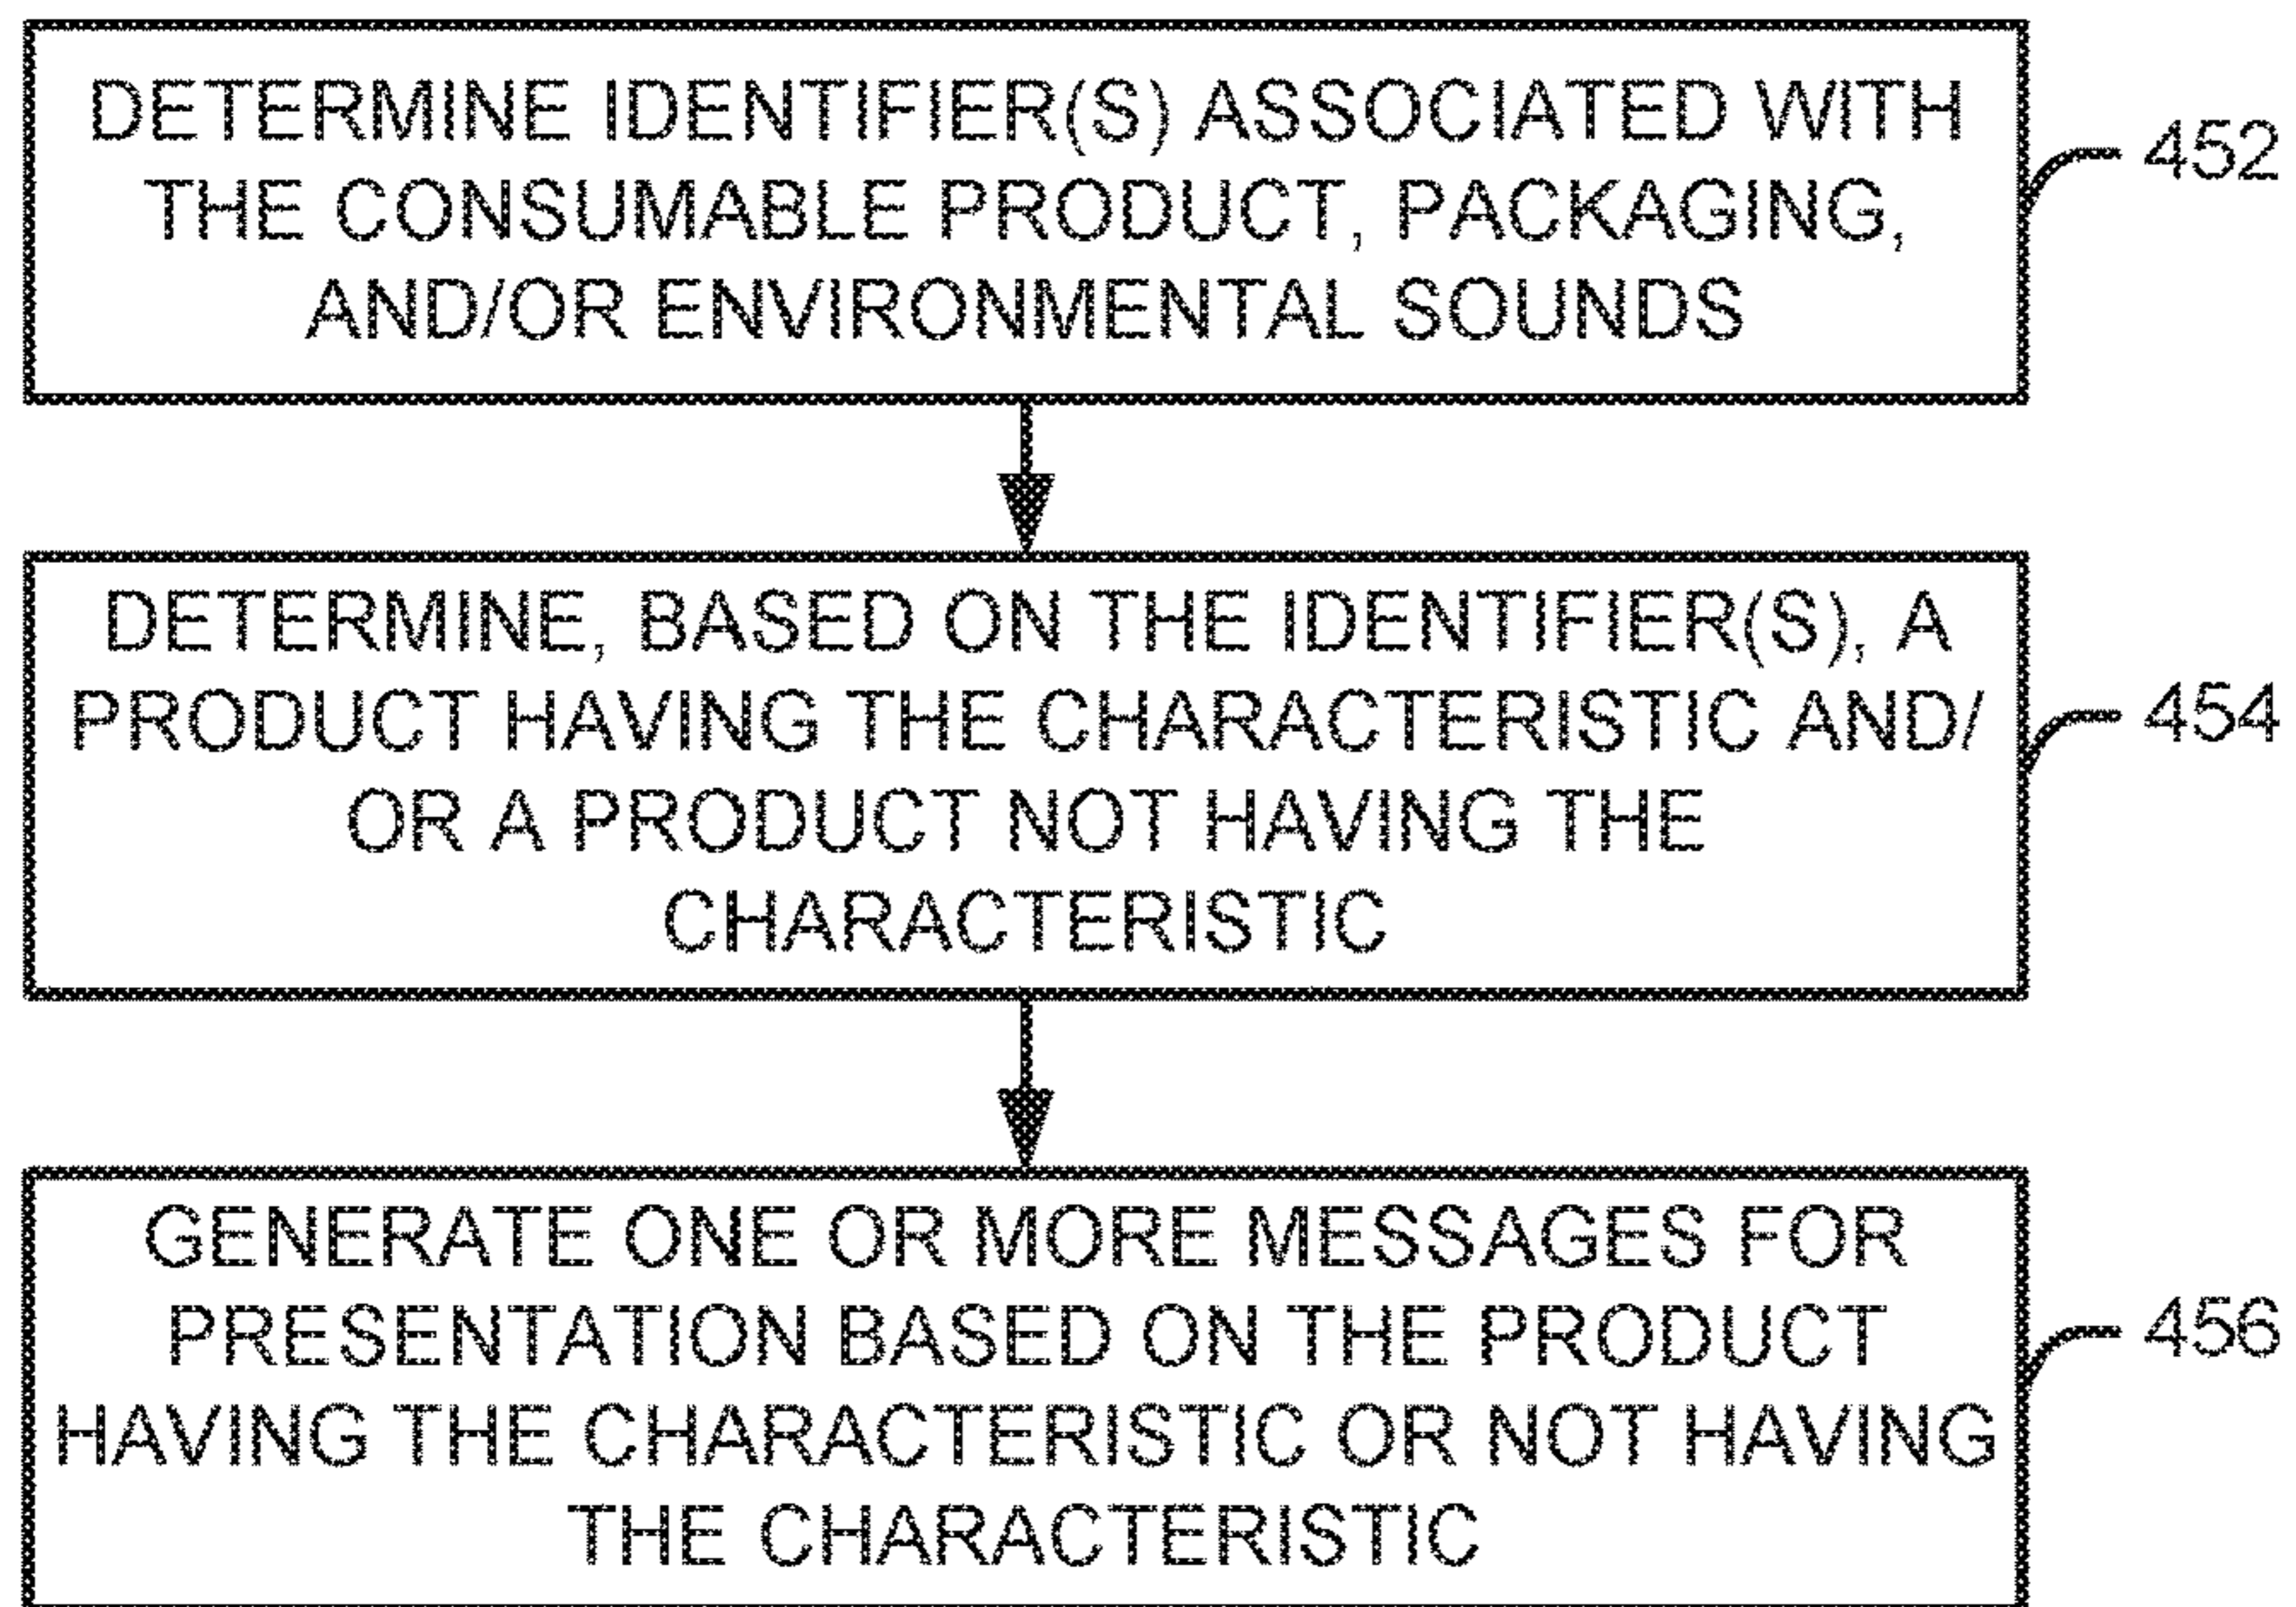 DETERMINE IDENTIFIER(S) ASSOCIATED WITH
THE CONSUMABLE PRODUCT, PACKAGING,
AND/OR ENVIRONMENTAL SOUNDS
452
DETERMINE, BASED ON THE IDENTIFIER(S), A
PRODUCT HAVING THE CHARACTERISTIC AND/
OR A PRODUCT NOT HAVING THE
CHARACTERISTIC
454
GENERATE ONE OR MORE MESSAGES FOR
PRESENTATION BASED ON THE PRODUCT
HAVING THE CHARACTERISTIC OR NOT HAVING
THE CHARACTERISTIC
456